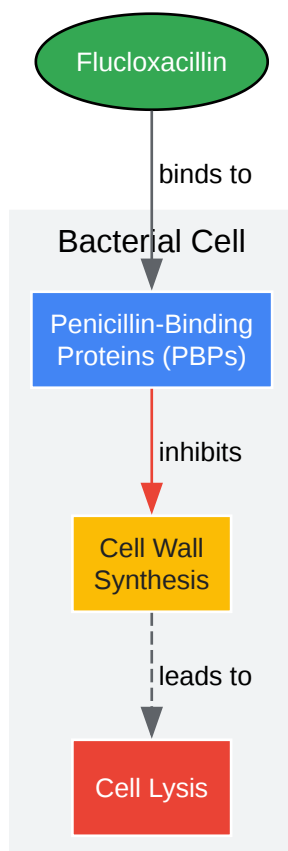 Flucloxacillin
binds to
Bacterial Cell
Penicillin-Binding
Proteins (PBPs)
inhibits
Cell Wall
Synthesis
leads to
Cell Lysis